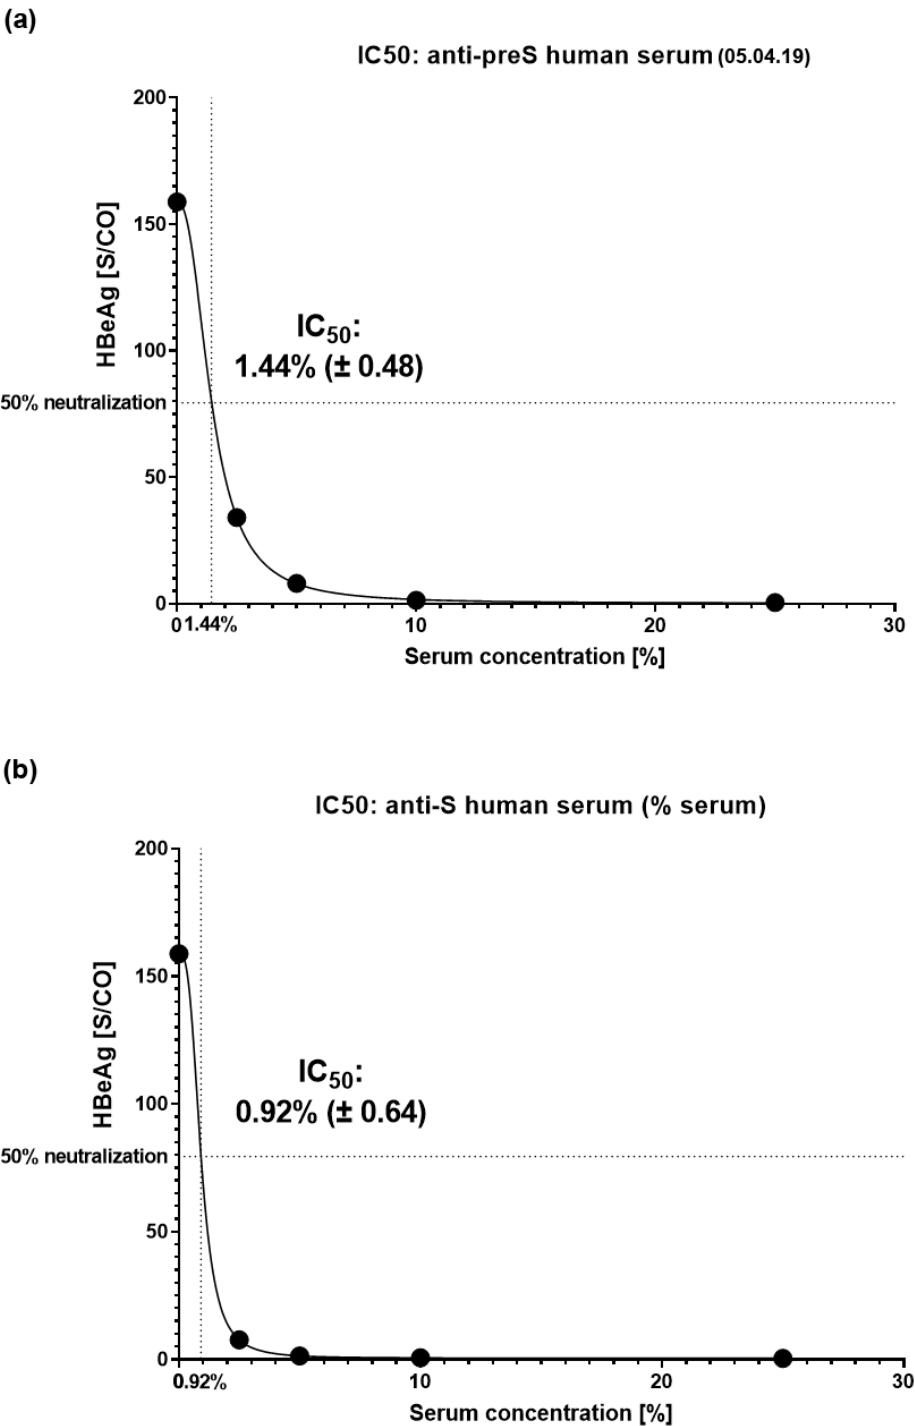 (a)
IC50: anti-preS human serum (05.04.19)
200
150
100
50
0
HBeAg [S/CO]
IC50:
1.44% (± 0.48)
50% neutralization
0 1.44% 10 20 30
Serum concentration [%]
(b)
IC50: anti-S human serum (% serum)
200
150
100
50
0
HBeAg [S/CO]
IC50:
0.92% (± 0.64)
50% neutralization
0.92% 10 20 30
Serum concentration [%]